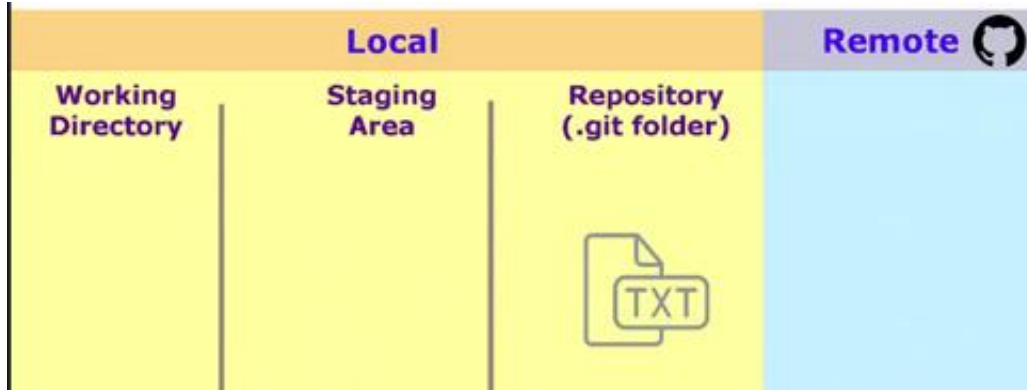 Local
Remote
Working
Directory
Staging
Area
Repository
(.git folder)
TXT